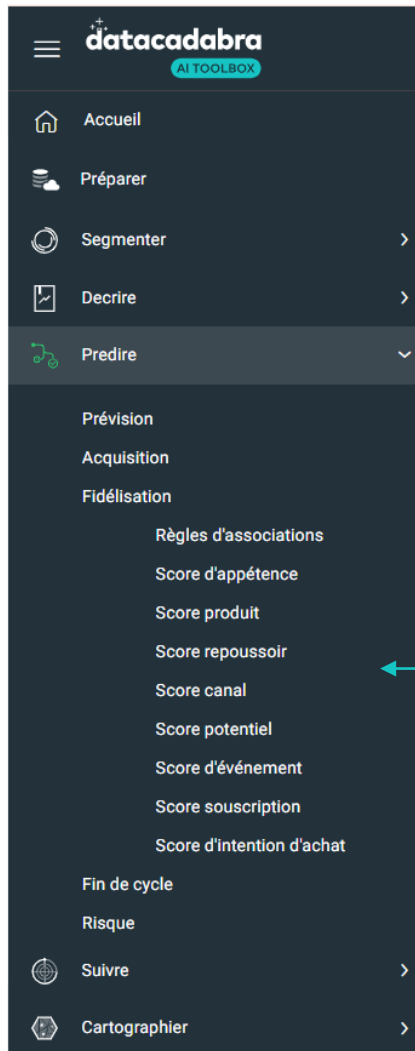 datacadabra
AI TOOLBOX
Accueil
Préparer
Segmenter
Decrire
Predire
Prévision
Acquisition
Fidélisation
Règles d'associations
Score d'appétence
Score produit
Score repoussoir
Score canal
Score potentiel
Score d'événement
Score souscription
Score d'intention d'achat
Fin de cycle
Risque
Suivre
Cartographier